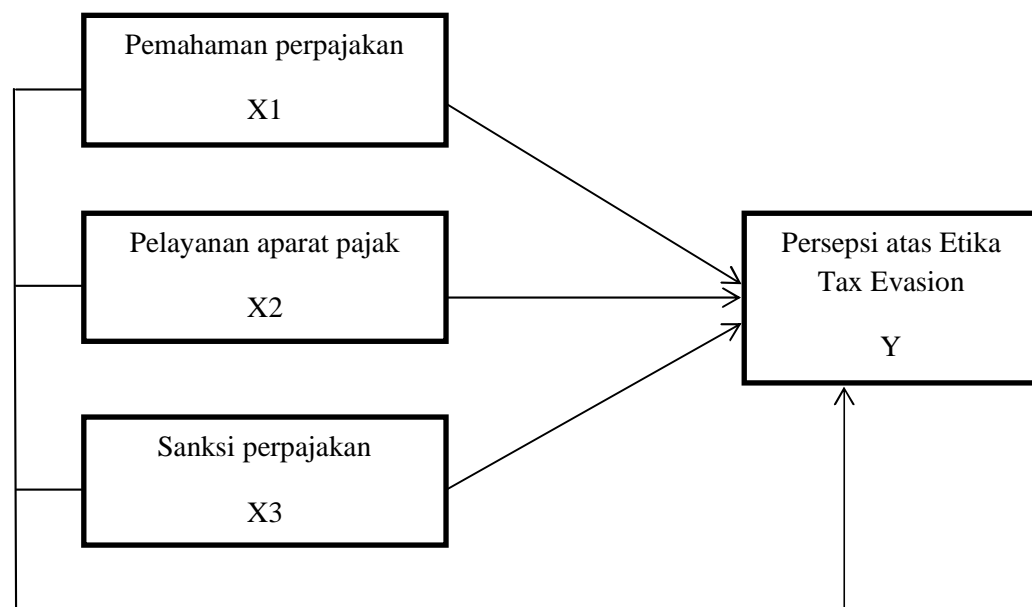 Pemahaman perpajakan
X1
Pelayanan aparat pajak
X2
Sanksi perpajakan
X3
Persepsi atas Etika
Tax Evasion
Y